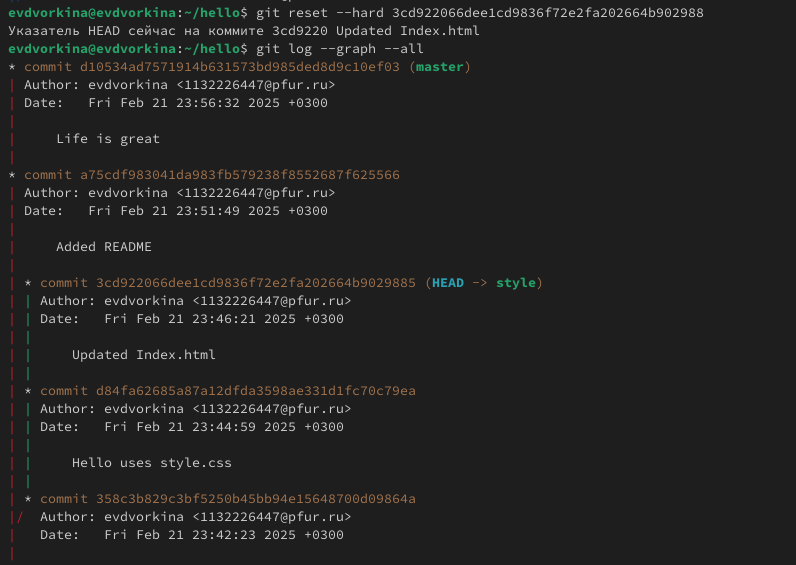 evdvorkina@evdvorkina:~/hello$ git reset --hard 3cd922066dee1cd9836f72e2fa202664b902988
Указатель HEAD сейчас на коммите 3cd9220 Updated Index.html
evdvorkina@evdvorkina:~/hello$ git log --graph --all
* commit d10534ad7571914b631573bd985ded8d9c10ef03 (master)
| Author: evdvorkina <1132226447@pfur.ru>
| Date:   Fri Feb 21 23:56:32 2025 +0300
|
|     Life is great
|
* commit a75cdf983041da983fb579238f8552687f625566
| Author: evdvorkina <1132226447@pfur.ru>
| Date:   Fri Feb 21 23:51:49 2025 +0300
|
|     Added README
|
| * commit 3cd922066dee1cd9836f72e2fa202664b9029885 (HEAD -> style)
| | Author: evdvorkina <1132226447@pfur.ru>
| | Date:   Fri Feb 21 23:46:21 2025 +0300
| |
| |     Updated Index.html
| |
| * commit d84fa62685a87a12dfda3598ae331d1fc70c79ea
| | Author: evdvorkina <1132226447@pfur.ru>
| | Date:   Fri Feb 21 23:44:59 2025 +0300
| |
| |     Hello uses style.css
| |
| * commit 358c3b829c3bf5250b45bb94e15648700d09864a
|/  Author: evdvorkina <1132226447@pfur.ru>
|   Date:   Fri Feb 21 23:42:23 2025 +0300
|